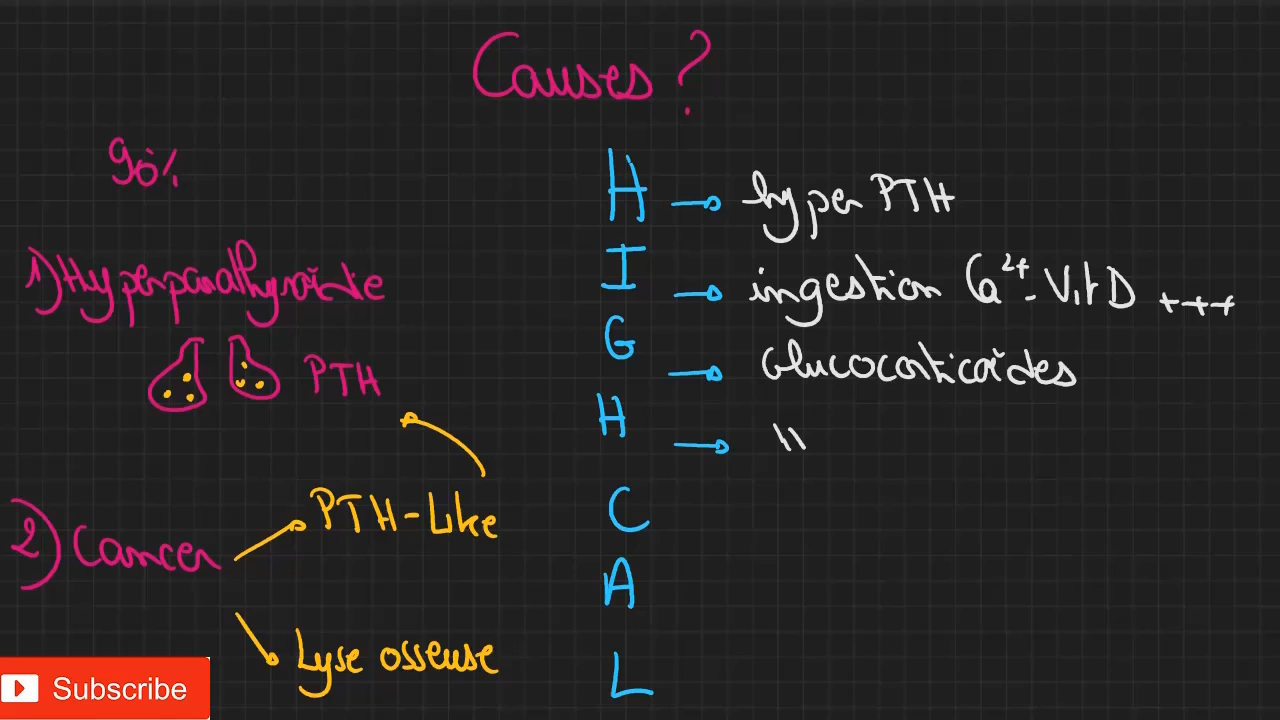 Causes ?
90%
1) Hyperparathyroïdie
PTH
2) Cancer
PTH-Like
Lyse osseuse
H → hyper PTH
I → ingestion Ca²⁺ - Vit D +++
G → Glucocorticoïdes
H → \\
C
A
L
Subscribe